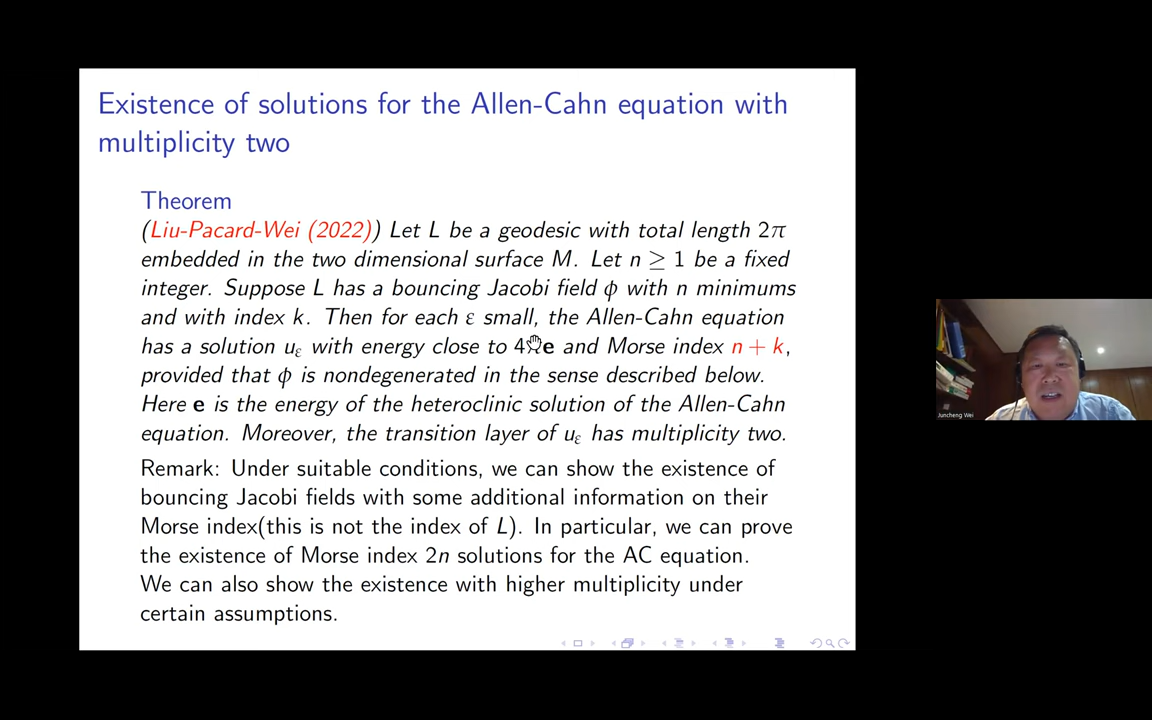 Existence of solutions for the Allen-Cahn equation with
multiplicity two
Theorem
(Liu-Pacard-Wei (2022)) Let L be a geodesic with total length 2π
embedded in the two dimensional surface M. Let n ≥ 1 be a fixed
integer. Suppose L has a bouncing Jacobi field ϕ with n minimums
and with index k. Then for each ε small, the Allen-Cahn equation
has a solution uε with energy close to 4 e and Morse index n + k,
provided that ϕ is nondegenerated in the sense described below.
Here e is the energy of the heteroclinic solution of the Allen-Cahn
equation. Moreover, the transition layer of uε has multiplicity two.
Remark: Under suitable conditions, we can show the existence of
bouncing Jacobi fields with some additional information on their
Morse index(this is not the index of L). In particular, we can prove
the existence of Morse index 2n solutions for the AC equation.
We can also show the existence with higher multiplicity under
certain assumptions.
Juncheng Wei